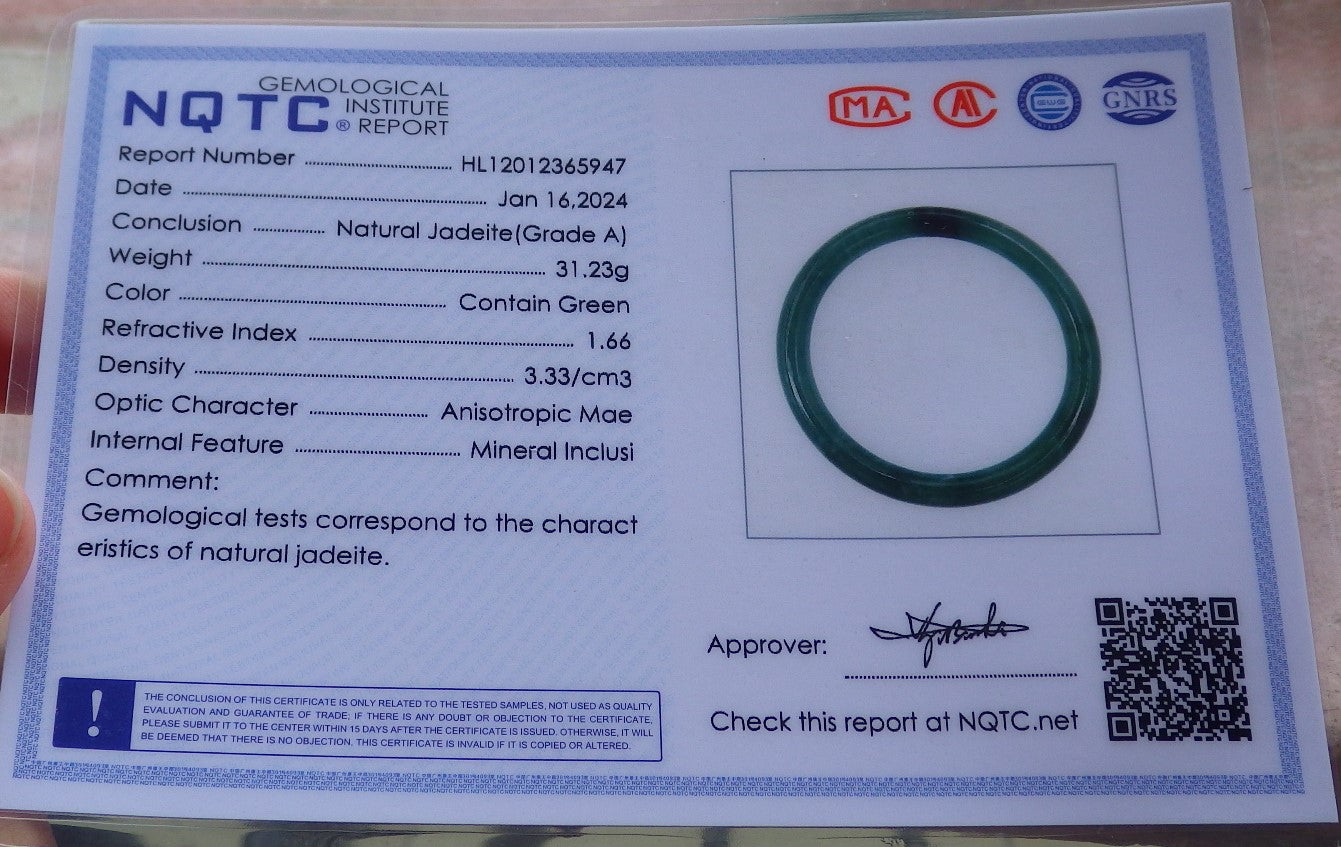 GEMOLOGICAL
NQTC INSTITUTE
® REPORT
MA
GNRS
Report Number ........ HL12012365947
Date ........ Jan 16,2024
Conclusion ........ Natural Jadeite(Grade A)
Weight ........ 31.23g
Color ........ Contain Green
Refractive Index ........ 1.66
Density ........ 3.33/cm3
Optic Character ........ Anisotropic Mae
Internal Feature ........ Mineral Inclusi
Comment:
Gemological tests correspond to the charact
eristics of natural jadeite.
Approver:
Check this report at NQTC.net
!
THE CONCLUSION OF THIS CERTIFICATE IS ONLY RELATED TO THE TESTED SAMPLES, NOT USED AS QUALITY
EVALUATION AND GUARANTEE OF TRADE; IF THERE IS ANY DOUBT OR OBJECTION TO THE CERTIFICATE,
PLEASE SUBMIT IT TO THE CENTER WITHIN 15 DAYS AFTER THE CERTIFICATE IS ISSUED. OTHERWISE, IT WILL
BE DEEMED THAT THERE IS NO OBJECTION. THIS CERTIFICATE IS INVALID IF IT IS COPIED OR ALTERED.